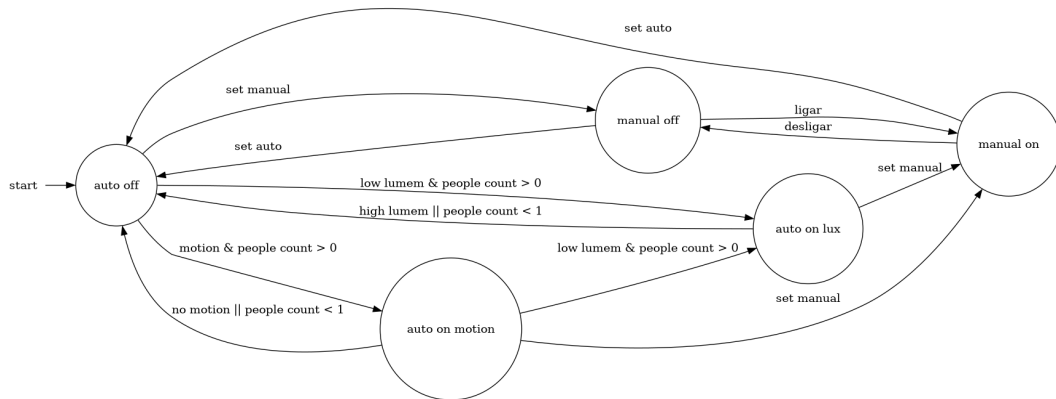 set auto
set manual
manual off
ligar
desligar
manual on
set auto
start
auto off
low lumem & people count > 0
set manual
high lumem || people count < 1
auto on lux
motion & people count > 0
low lumem & people count > 0
set manual
no motion || people count < 1
auto on motion